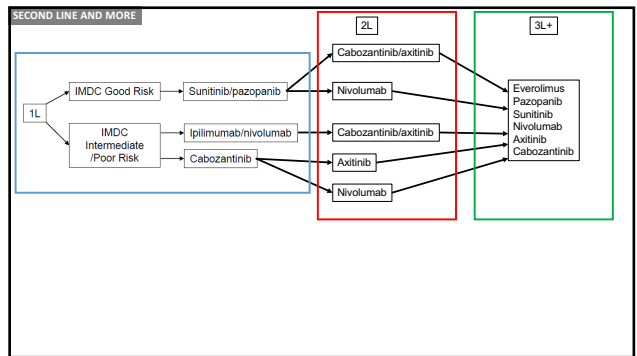 SECOND LINE AND MORE
2L
3L+
Cabozantinib/axitinib
IMDC Good Risk
Sunitinib/pazopanib
Nivolumab
1L
IMDC
Intermediate
/Poor Risk
Ipilimumab/nivolumab
Cabozantinib/axitinib
Cabozantinib
Axitinib
Nivolumab
Everolimus
Pazopanib
Sunitinib
Nivolumab
Axitinib
Cabozantinib